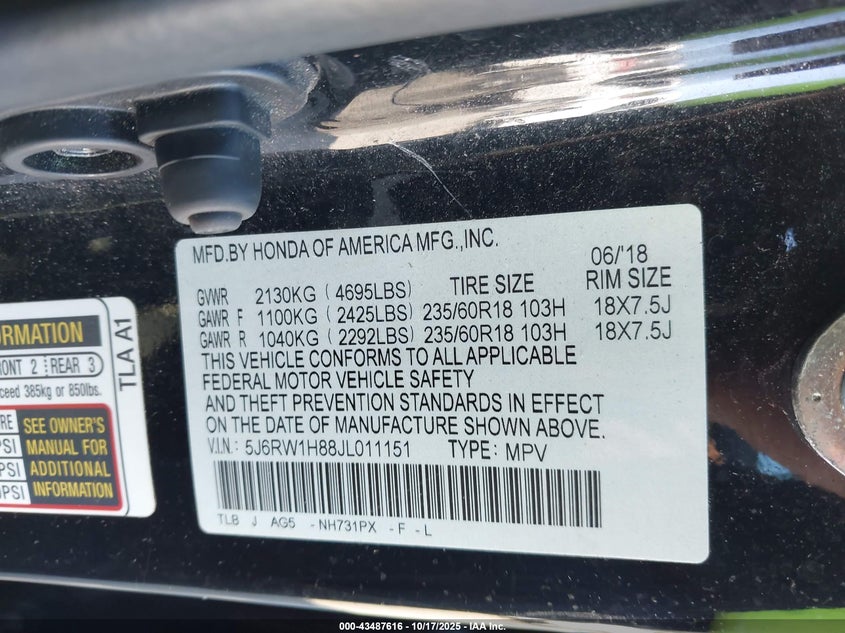 MFD.BY HONDA OF AMERICA MFG.,INC. 06/'18
GVWR 2130KG (4695LBS) TIRE SIZE RIM SIZE
GAWR F 1100KG (2425LBS) 235/60R18 103H 18X7.5J
GAWR R 1040KG (2292LBS) 235/60R18 103H 18X7.5J
THIS VEHICLE CONFORMS TO ALL APPLICABLE
FEDERAL MOTOR VEHICLE SAFETY
AND THEFT PREVENTION STANDARDS IN EFFECT
ON THE DATE OF MANUFACTURE SHOWN ABOVE.
V.I.N.: 5J6RW1H88JL011151 TYPE: MPV
TLB J AG5 -NH731PX -F -L
TLA A1
FRONT 2 REAR 3
385kg or 850lbs.
SEE OWNER'S
PSI MANUAL FOR
PSI ADDITIONAL
PSI INFORMATION
000-43487616 - 10/17/2025 - IAA Inc.